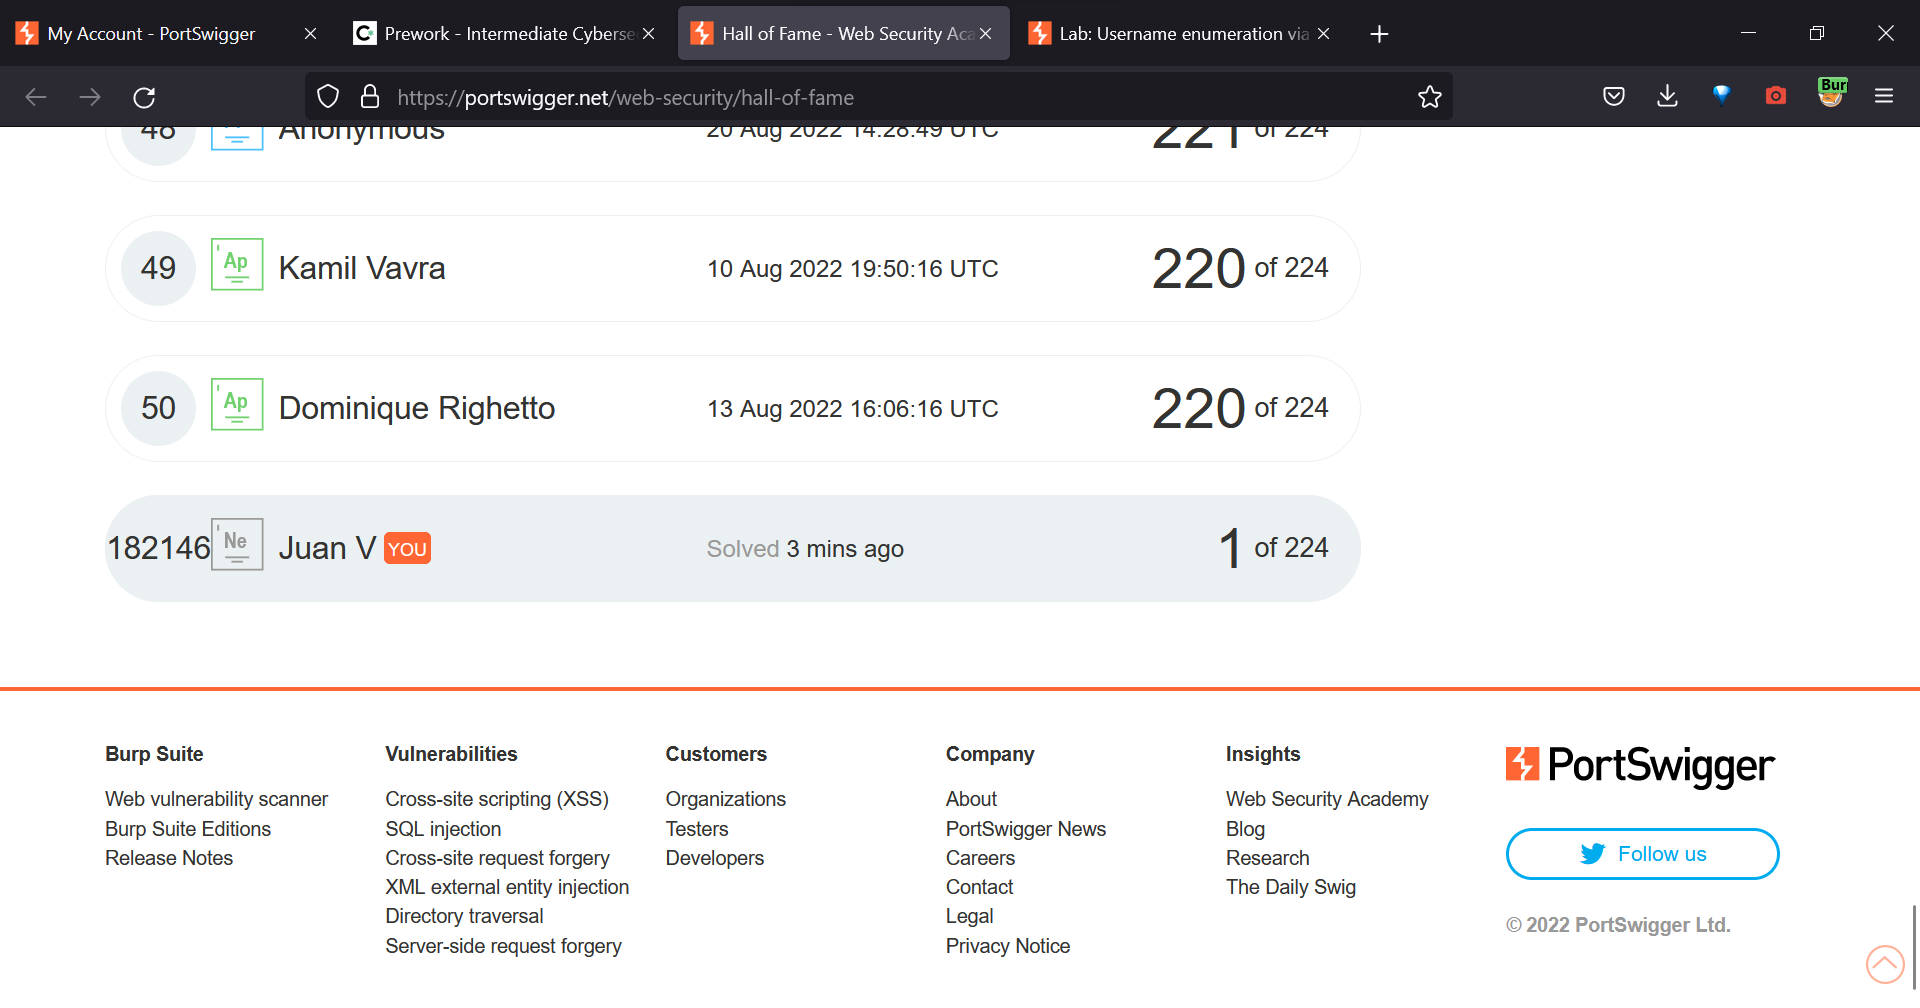 My Account - PortSwigger
Prework - Intermediate Cyberse
Hall of Fame - Web Security Aca
Lab: Username enumeration via
https://portswigger.net/web-security/hall-of-fame
Bur
48 Anonymous 20 Aug 2022 14:28:49 UTC 221 of 224
49 Ap Kamil Vavra 10 Aug 2022 19:50:16 UTC 220 of 224
50 Ap Dominique Righetto 13 Aug 2022 16:06:16 UTC 220 of 224
182146 Ne Juan V YOU Solved 3 mins ago 1 of 224
Burp Suite
Web vulnerability scanner
Burp Suite Editions
Release Notes
Vulnerabilities
Cross-site scripting (XSS)
SQL injection
Cross-site request forgery
XML external entity injection
Directory traversal
Server-side request forgery
Customers
Organizations
Testers
Developers
Company
About
PortSwigger News
Careers
Contact
Legal
Privacy Notice
Insights
Web Security Academy
Blog
Research
The Daily Swig
PortSwigger
Follow us
© 2022 PortSwigger Ltd.